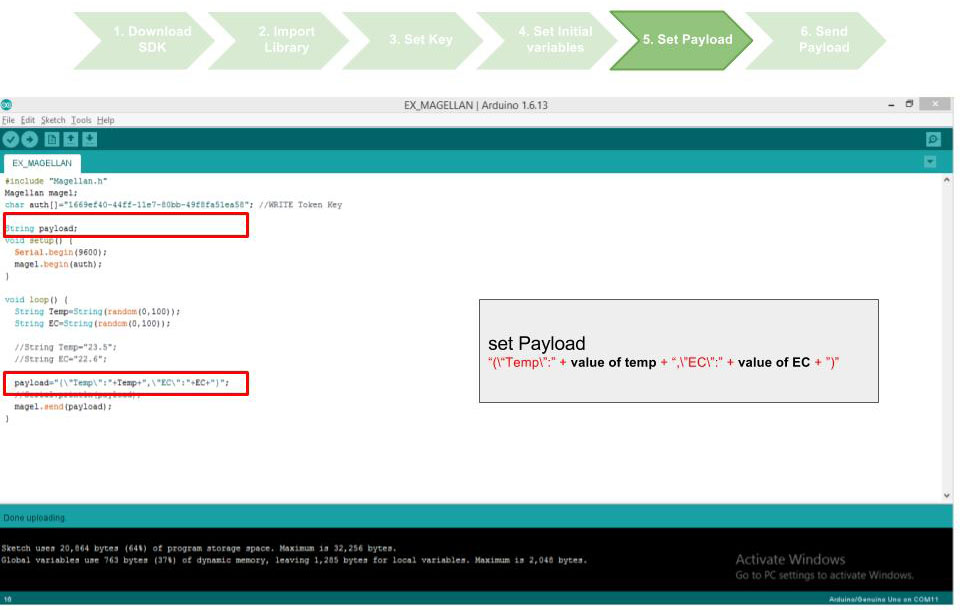 1. Download
SDK
2. Import
Library
3. Set Key
4. Set Initial
variables
5. Set Payload
6. Send
Payload
EX_MAGELLAN | Arduino 1.6.13
File Edit Sketch Tools Help
EX_MAGELLAN
#include "Magellan.h"
Magellan magel;
char auth[]="1669ef40-44ff-11e7-80bb-49f8fa51ea58"; //WRITE Token Key
String payload;
void setup() {
Serial.begin(9600);
magel.begin(auth);
}
void loop() {
String Temp=String(random(0,100));
String EC=String(random(0,100));
//String Temp="23.5";
//String EC="22.6";
payload="{\"Temp\":"+Temp+",\"EC\":"+EC+"}";
//Serial.println(payload);
magel.send(payload);
}
set Payload
“(\“Temp\”:” + value of temp + “,\”EC\”:” + value of EC + ”)”
Done uploading.
Sketch uses 20,864 bytes (64%) of program storage space. Maximum is 32,256 bytes.
Global variables use 763 bytes (37%) of dynamic memory, leaving 1,285 bytes for local variables. Maximum is 2,048 bytes.
Activate Windows
Go to PC settings to activate Windows.
16
Arduino/Genuino Uno on COM11